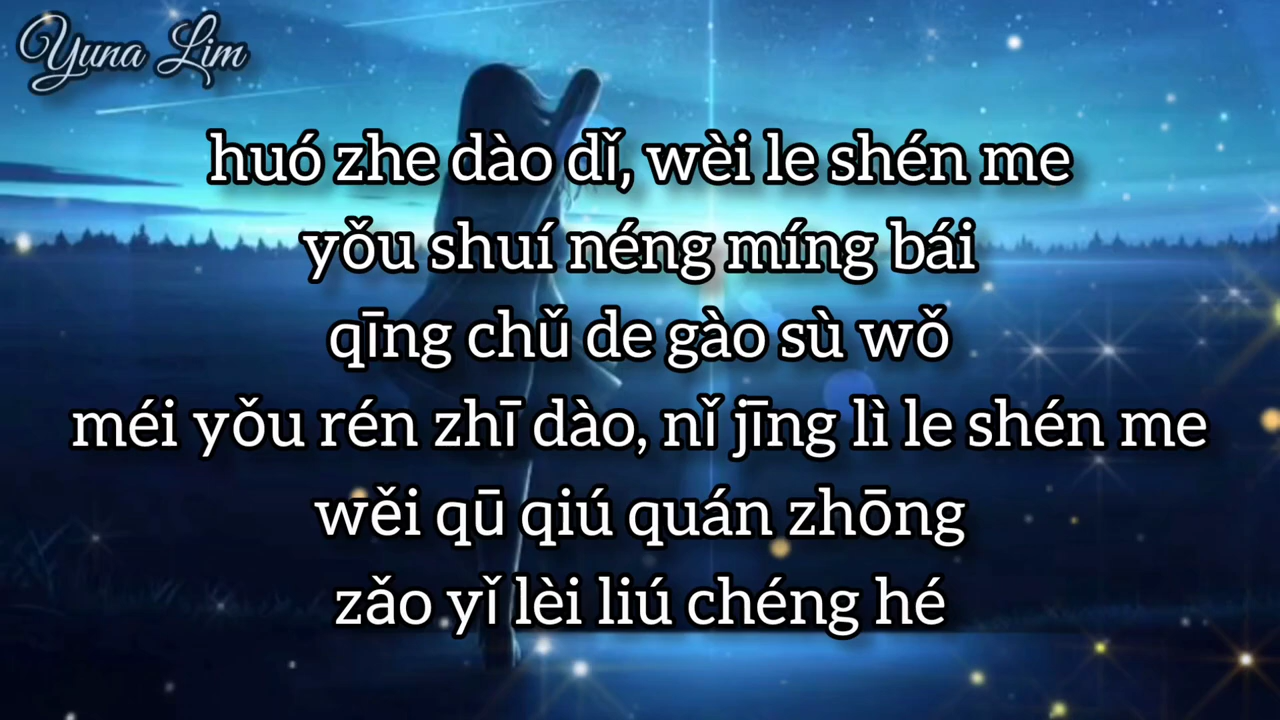 Yuna Lim
huó zhe dào dǐ, wèi le shén me
yǒu shuí néng míng bái
qīng chǔ de gào sù wǒ
méi yǒu rén zhī dào, nǐ jīng lì le shén me
wěi qū qiú quán zhōng
zǎo yǐ lèi liú chéng hé